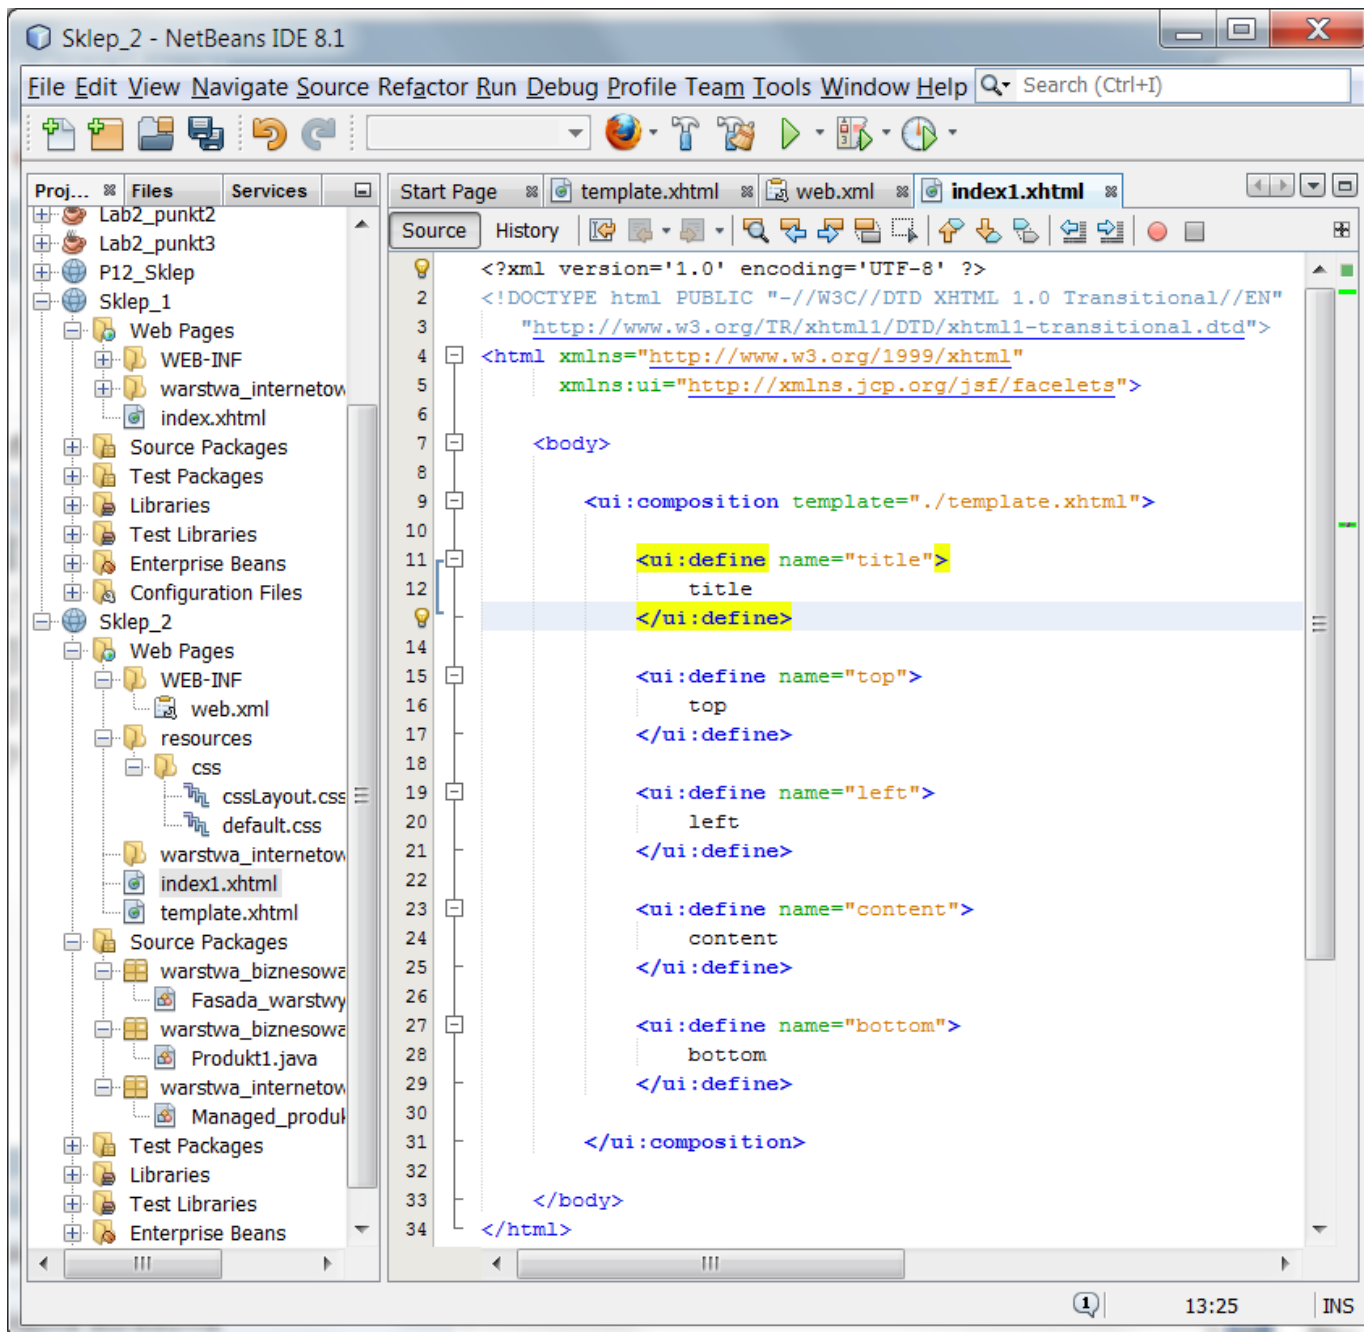 Sklep_2 - NetBeans IDE 8.1
File Edit View Navigate Source Refactor Run Debug Profile Team Tools Window Help Search (Ctrl+I)
Proj... Files Services
Start Page template.xhtml web.xml index1.xhtml
Source History
Lab2_punkt2
Lab2_punkt3
P12_Sklep
Sklep_1
Web Pages
WEB-INF
warstwa_internetow
index.xhtml
Source Packages
Test Packages
Libraries
Test Libraries
Enterprise Beans
Configuration Files
Sklep_2
Web Pages
WEB-INF
web.xml
resources
css
cssLayout.css
default.css
warstwa_internetow
index1.xhtml
template.xhtml
Source Packages
warstwa_biznesowa
Fasada_warstwy
warstwa_biznesowa
Produkt1.java
warstwa_internetow
Managed_produk
Test Packages
Libraries
Test Libraries
Enterprise Beans
<?xml version='1.0' encoding='UTF-8' ?>
2 <!DOCTYPE html PUBLIC "-//W3C//DTD XHTML 1.0 Transitional//EN"
3 "http://www.w3.org/TR/xhtml1/DTD/xhtml1-transitional.dtd">
4 <html xmlns="http://www.w3.org/1999/xhtml"
5 xmlns:ui="http://xmlns.jcp.org/jsf/facelets">
6
7 <body>
8
9 <ui:composition template="./template.xhtml">
10
11 <ui:define name="title">
12 title
</ui:define>
14
15 <ui:define name="top">
16 top
17 </ui:define>
18
19 <ui:define name="left">
20 left
21 </ui:define>
22
23 <ui:define name="content">
24 content
25 </ui:define>
26
27 <ui:define name="bottom">
28 bottom
29 </ui:define>
30
31 </ui:composition>
32
33 </body>
34 </html>
1 13:25 INS